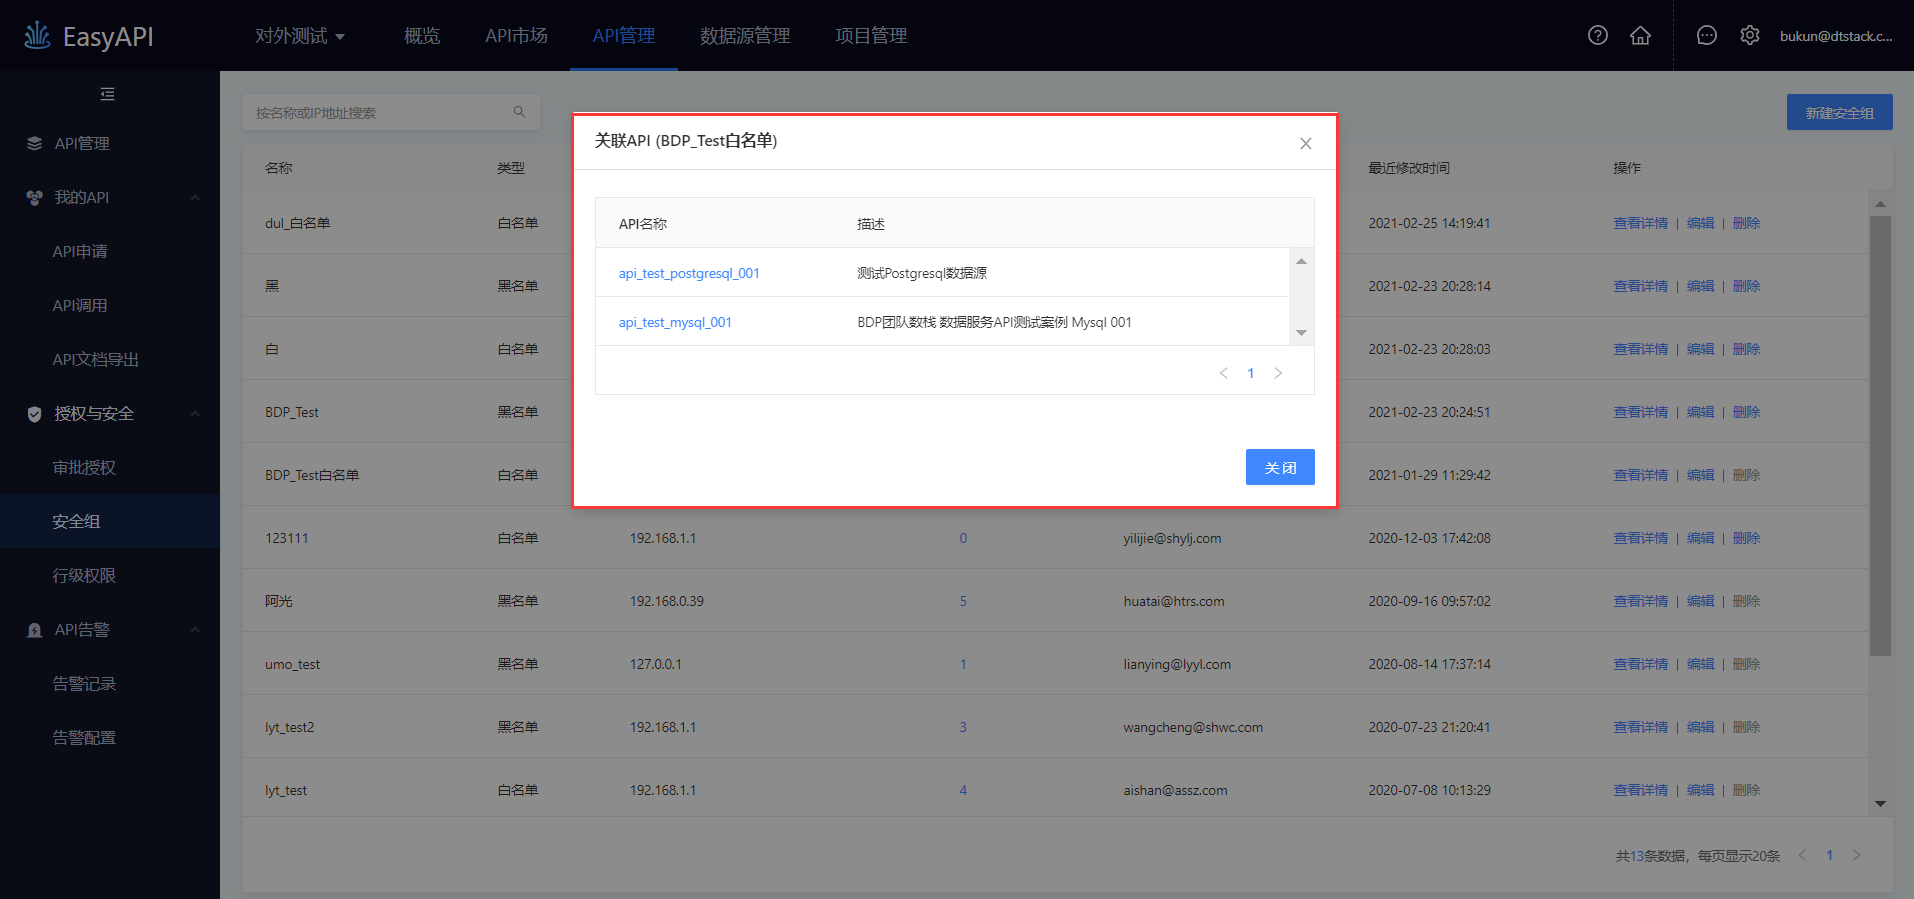 EasyAPI
对外测试 概览 API市场 API管理 数据源管理 项目管理 bukun@dtstack.c...
API管理
我的API
API申请
API调用
API文档导出
授权与安全
审批授权
安全组
行级权限
API告警
告警记录
告警配置
按名称或IP地址搜索 新建安全组
名称 类型 最近修改时间 操作
dul_白名单 白名单 2021-02-25 14:19:41 查看详情 | 编辑 | 删除
黑 黑名单 2021-02-23 20:28:14 查看详情 | 编辑 | 删除
白 白名单 2021-02-23 20:28:03 查看详情 | 编辑 | 删除
BDP_Test 黑名单 2021-02-23 20:24:51 查看详情 | 编辑 | 删除
BDP_Test白名单 白名单 2021-01-29 11:29:42 查看详情 | 编辑 | 删除
123111 白名单 192.168.1.1 0 yilijie@shylj.com 2020-12-03 17:42:08 查看详情 | 编辑 | 删除
阿光 黑名单 192.168.0.39 5 huatai@htrs.com 2020-09-16 09:57:02 查看详情 | 编辑 | 删除
umo_test 黑名单 127.0.0.1 1 lianying@lyyl.com 2020-08-14 17:37:14 查看详情 | 编辑 | 删除
lyt_test2 黑名单 192.168.1.1 3 wangcheng@shwc.com 2020-07-23 21:20:41 查看详情 | 编辑 | 删除
lyt_test 白名单 192.168.1.1 4 aishan@assz.com 2020-07-08 10:13:29 查看详情 | 编辑 | 删除
共13条数据，每页显示20条 < 1 >
关联API (BDP_Test白名单)
API名称 描述
api_test_postgresql_001 测试Postgresql数据源
api_test_mysql_001 BDP团队数栈 数据服务API测试案例 Mysql 001
< 1 >
关闭